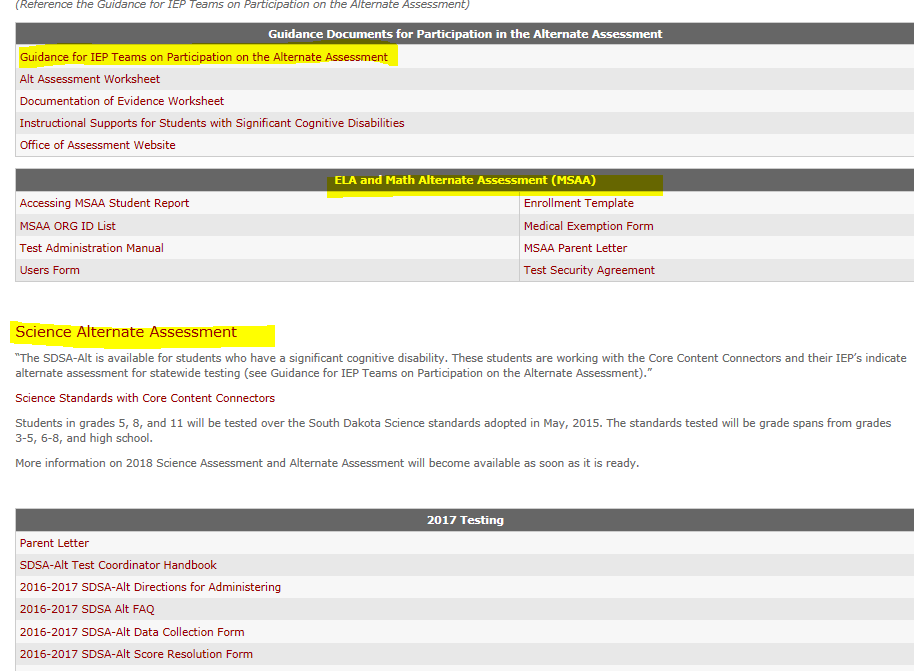 (Reference the Guidance for IEP Teams on Participation on the Alternate Assessment)
Guidance Documents for Participation in the Alternate Assessment
Guidance for IEP Teams on Participation on the Alternate Assessment
Alt Assessment Worksheet
Documentation of Evidence Worksheet
Instructional Supports for Students with Significant Cognitive Disabilities
Office of Assessment Website
ELA and Math Alternate Assessment (MSAA)
Accessing MSAA Student Report
Enrollment Template
MSAA ORG ID List
Medical Exemption Form
Test Administration Manual
MSAA Parent Letter
Users Form
Test Security Agreement
Science Alternate Assessment
“The SDSA-Alt is available for students who have a significant cognitive disability. These students are working with the Core Content Connectors and their IEP’s indicate
alternate assessment for statewide testing (see Guidance for IEP Teams on Participation on the Alternate Assessment).”
Science Standards with Core Content Connectors
Students in grades 5, 8, and 11 will be tested over the South Dakota Science standards adopted in May, 2015. The standards tested will be grade spans from grades
3-5, 6-8, and high school.
More information on 2018 Science Assessment and Alternate Assessment will become available as soon as it is ready.
2017 Testing
Parent Letter
SDSA-Alt Test Coordinator Handbook
2016-2017 SDSA-Alt Directions for Administering
2016-2017 SDSA Alt FAQ
2016-2017 SDSA-Alt Data Collection Form
2016-2017 SDSA-Alt Score Resolution Form